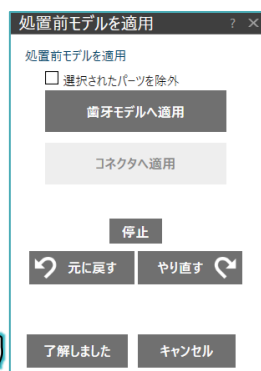 処置前モデルを適用 ? ×
処置前モデルを適用
選択されたパーツを除外
歯牙モデルへ適用
コネクタへ適用
停止
元に戻す やり直す
了解しました キャンセル